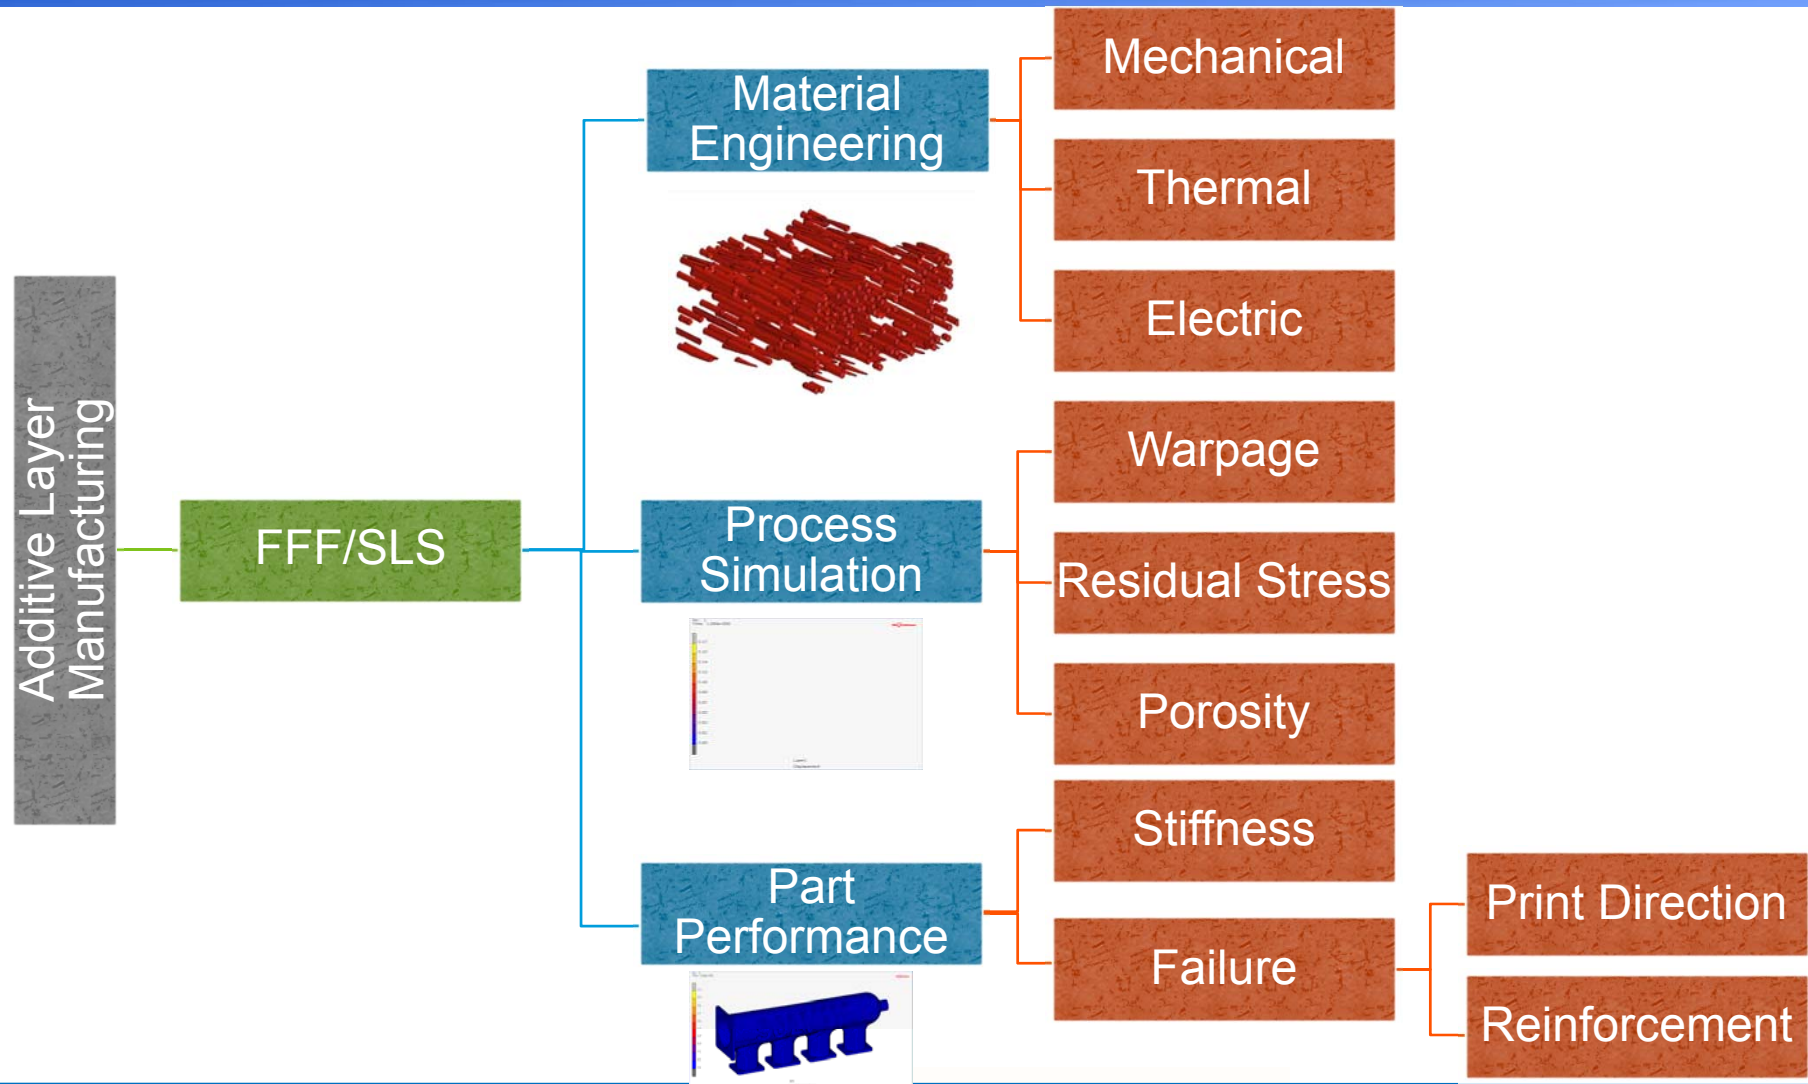 Additive Layer
Manufacturing
FFF/SLS
Material
Engineering
Mechanical
Thermal
Electric
Process
Simulation
Warpage
Residual Stress
Porosity
Part
Performance
Stiffness
Failure
Print Direction
Reinforcement